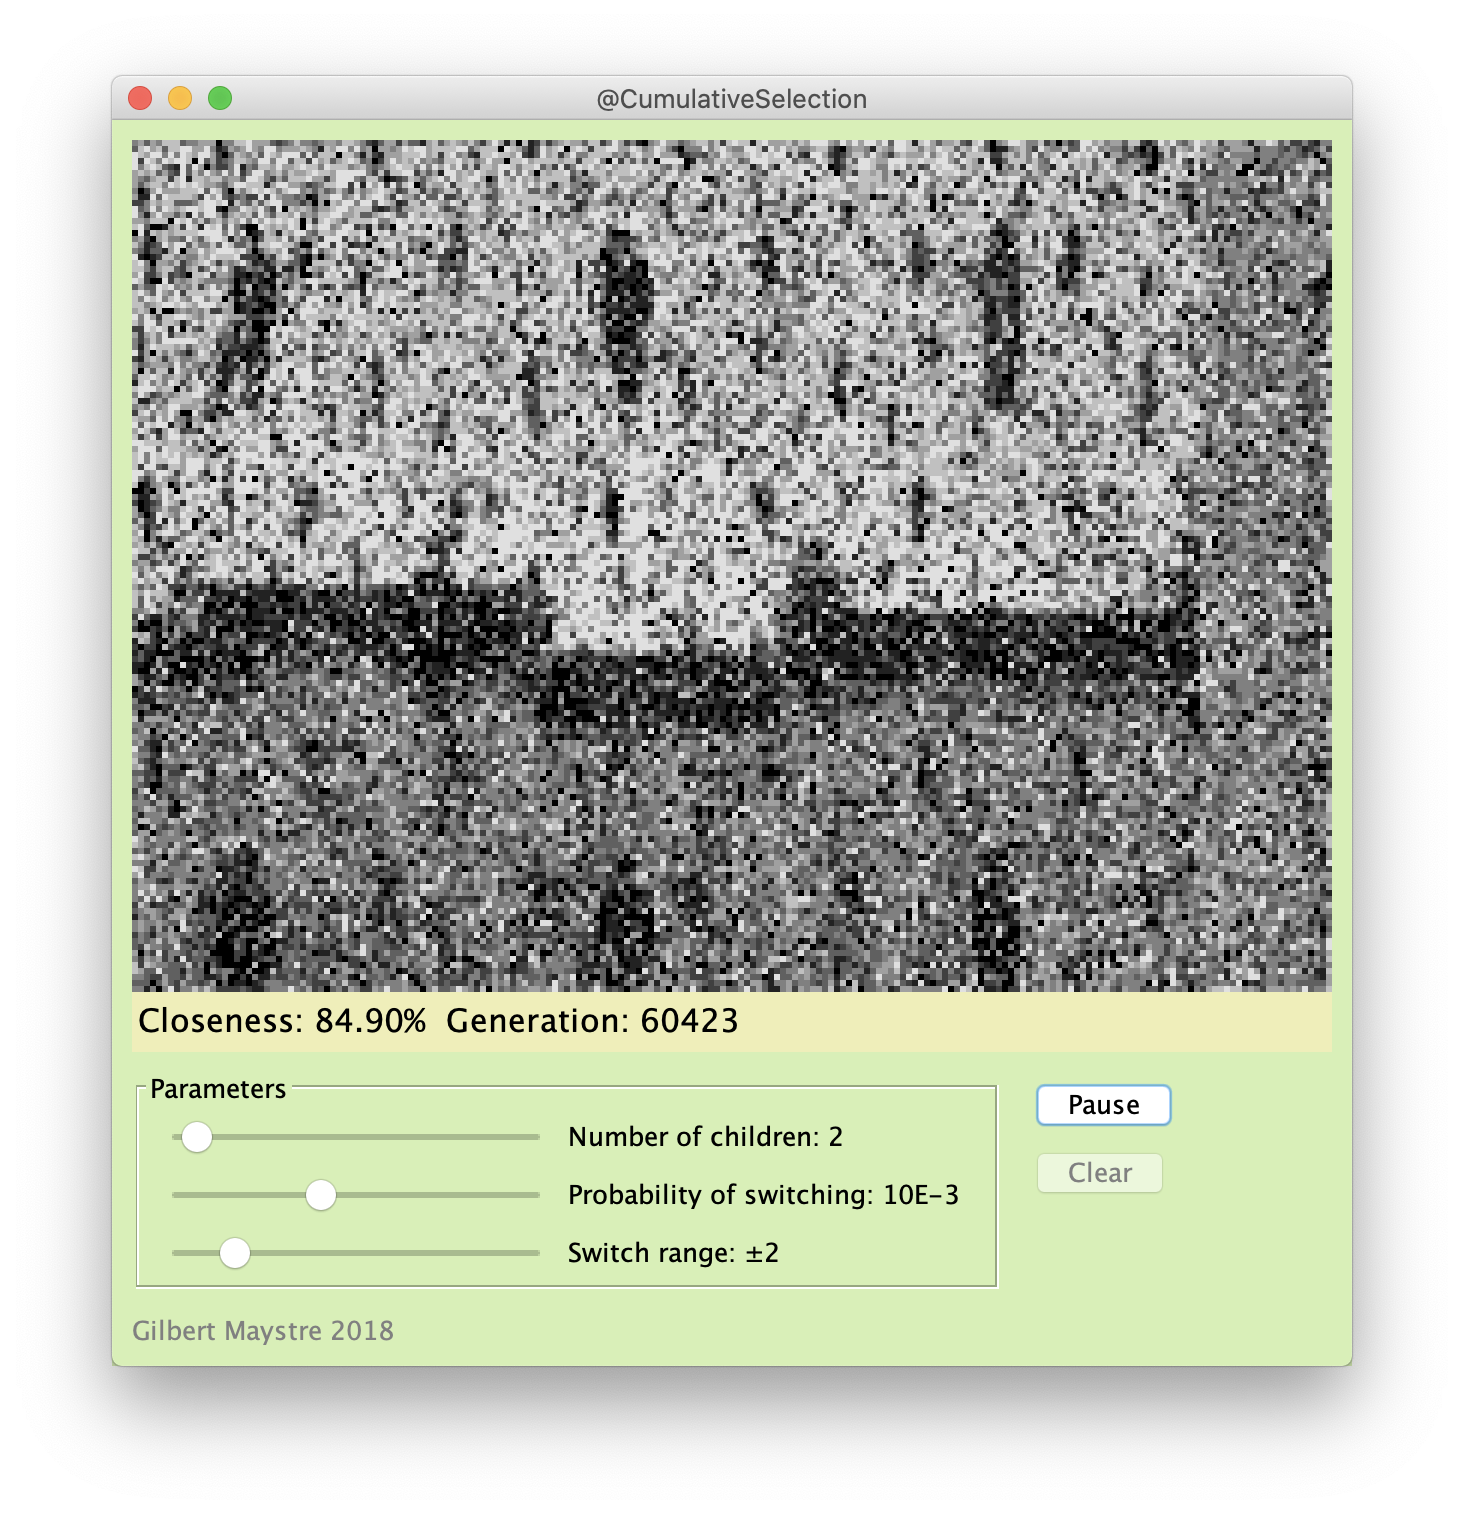 @CumulativeSelection
Closeness: 84.90% Generation: 60423
Parameters
Number of children: 2
Probability of switching: 10E-3
Switch range: ±2
Pause
Clear
Gilbert Maystre 2018